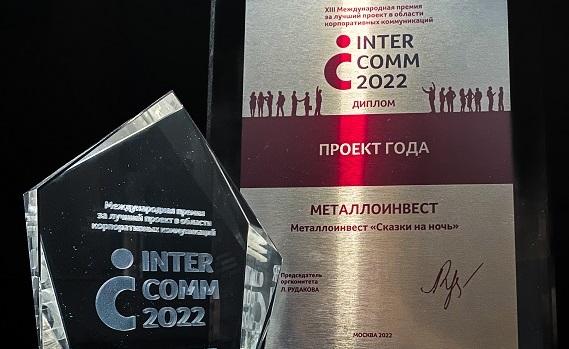 XIII Международная премия
за лучший проект в области
корпоративных коммуникаций
INTER
COMM
2022
ДИПЛОМ
ПРОЕКТ ГОДА
МЕТАЛЛОИНВЕСТ
Металлоинвест «Сказки на ночь»
Председатель
оргкомитета
Л. РУДАКОВА
МОСКВА 2022
Международная премия
за лучший проект в области
корпоративных коммуникаций
INTER
COMM
2022